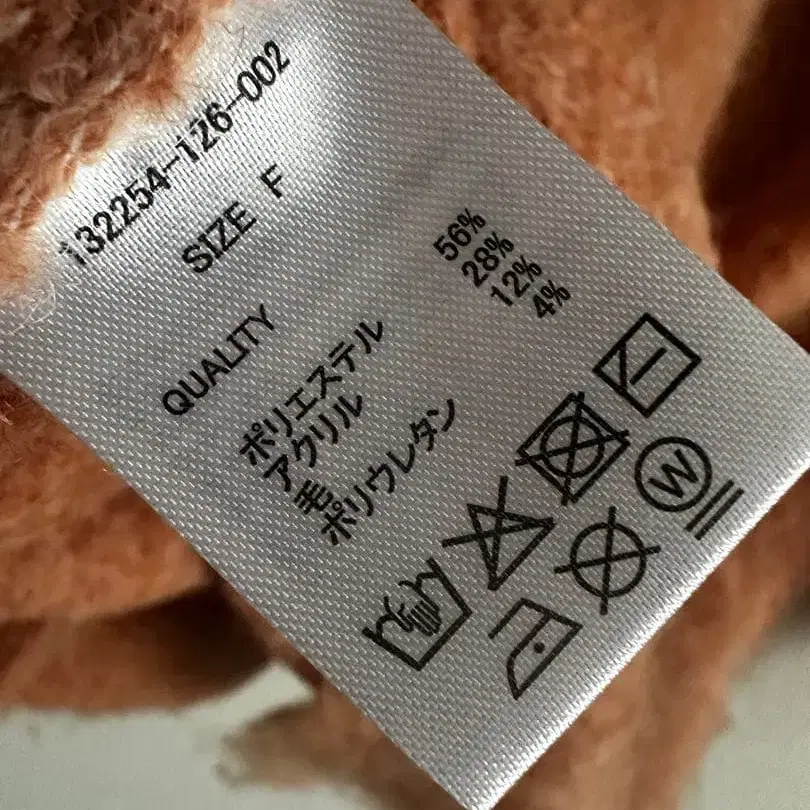 132254-126-002
SIZE F
QUALITY
ポリエステル 56%
アクリル 28%
毛 12%
ポリウレタン 4%
W